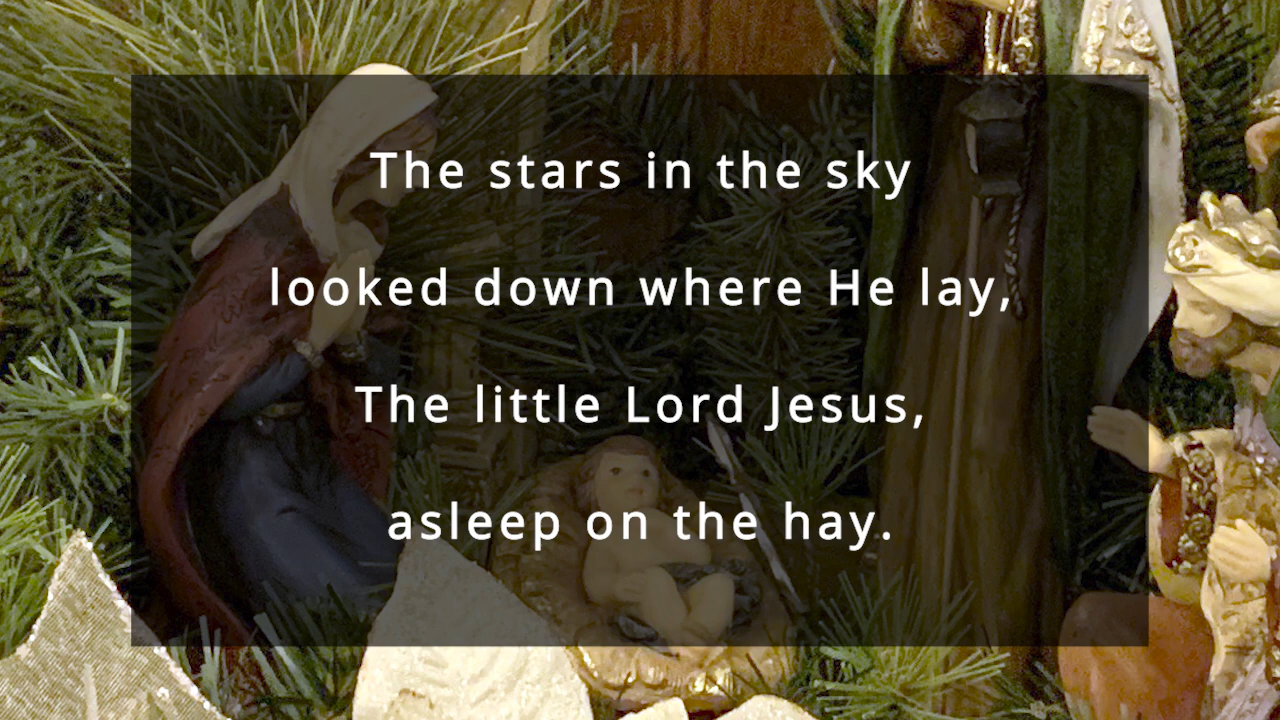 The stars in the sky
looked down where He lay,
The little Lord Jesus,
asleep on the hay.